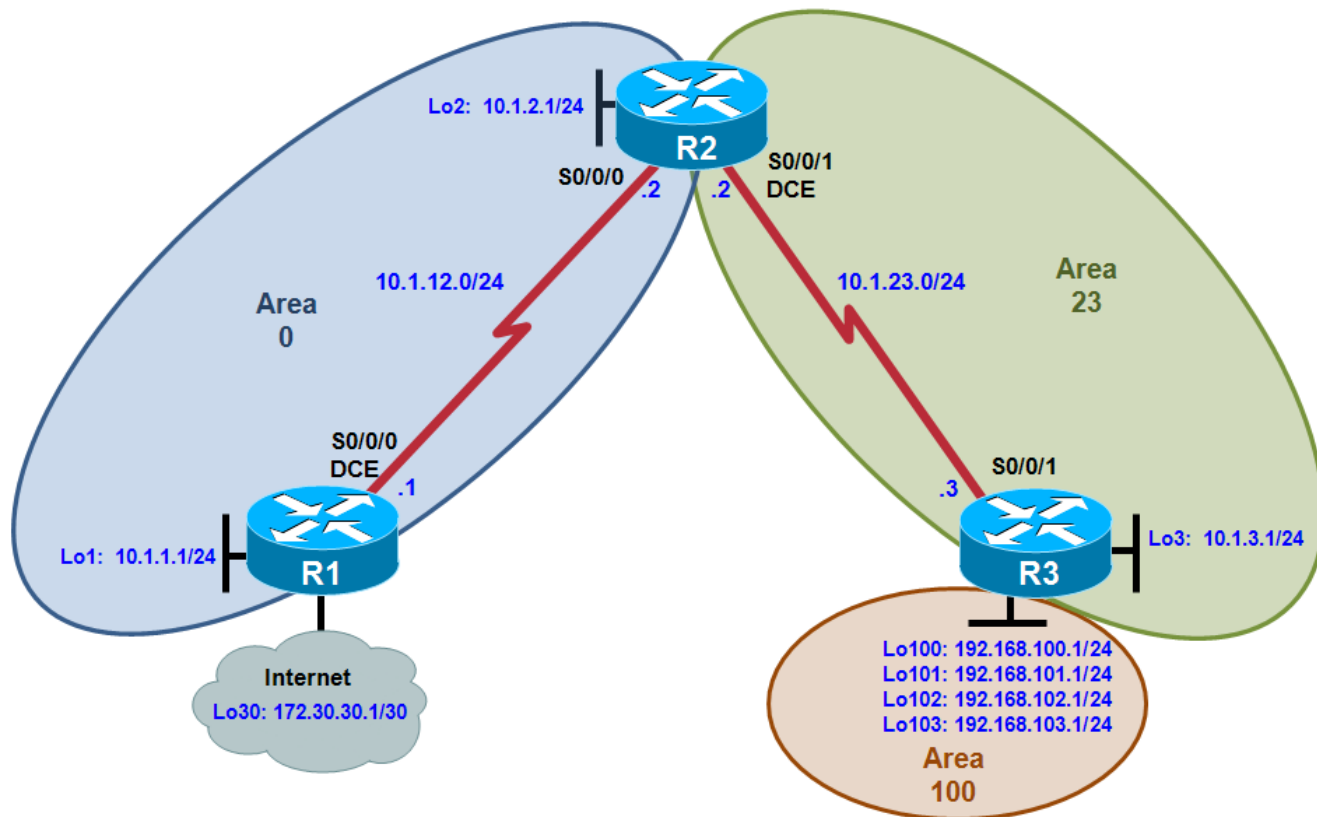 Lo2: 10.1.2.1/24
R2
S0/0/0
.2
.2
S0/0/1
DCE
10.1.12.0/24
10.1.23.0/24
Area
0
Area
23
S0/0/0
DCE
.1
S0/0/1
.3
Lo1: 10.1.1.1/24
R1
R3
Lo3: 10.1.3.1/24
Internet
Lo30: 172.30.30.1/30
Lo100: 192.168.100.1/24
Lo101: 192.168.101.1/24
Lo102: 192.168.102.1/24
Lo103: 192.168.103.1/24
Area
100